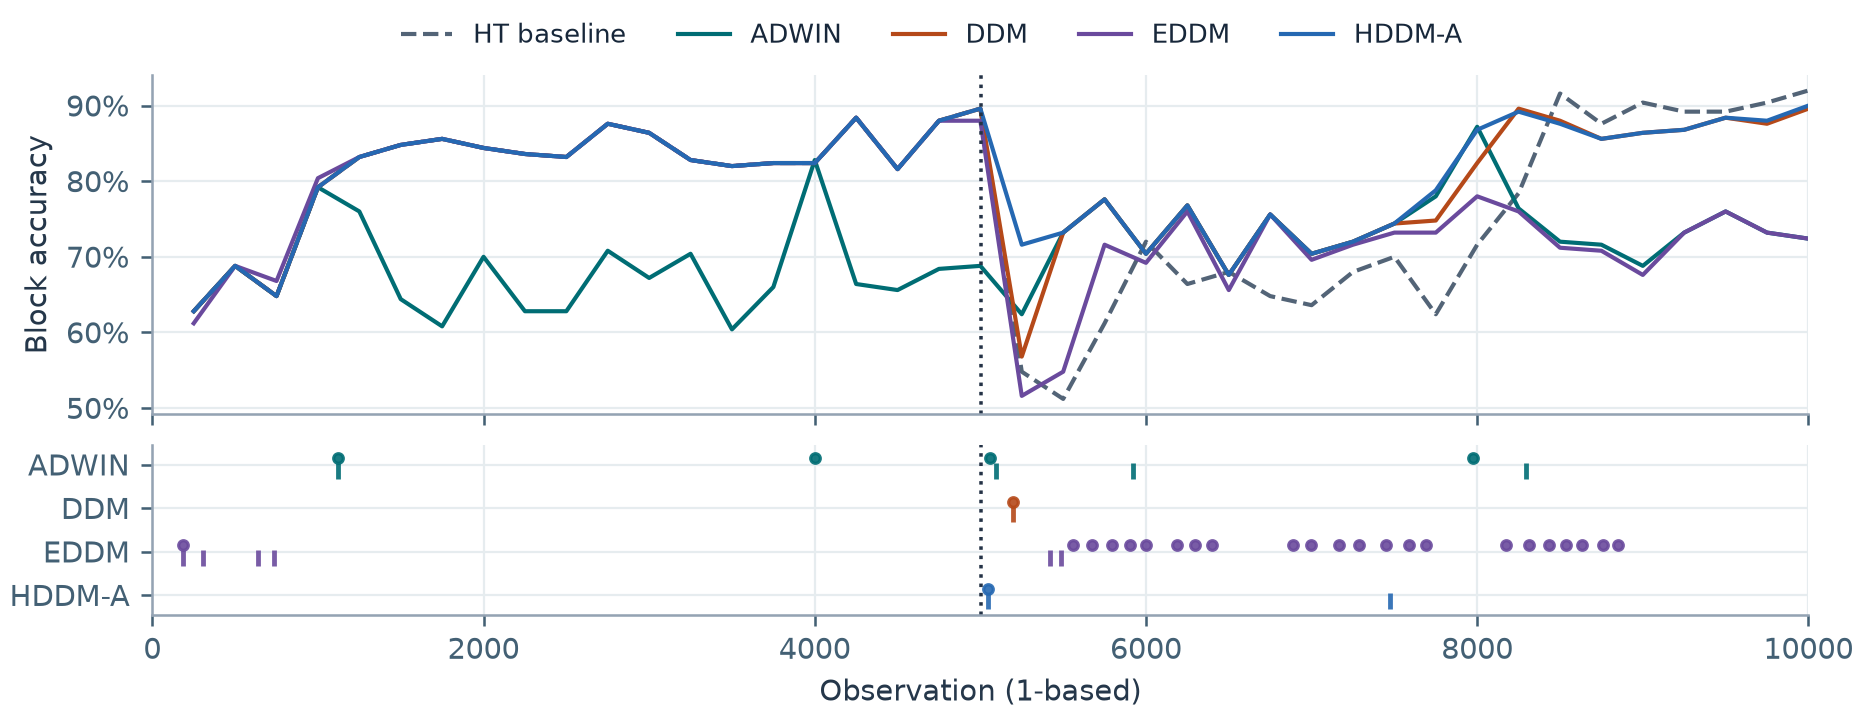 HT baseline ADWIN DDM EDDM HDDM-A
Block accuracy
90%
80%
70%
60%
50%
ADWIN
DDM
EDDM
HDDM-A
0 2000 4000 6000 8000 10000
Observation (1-based)